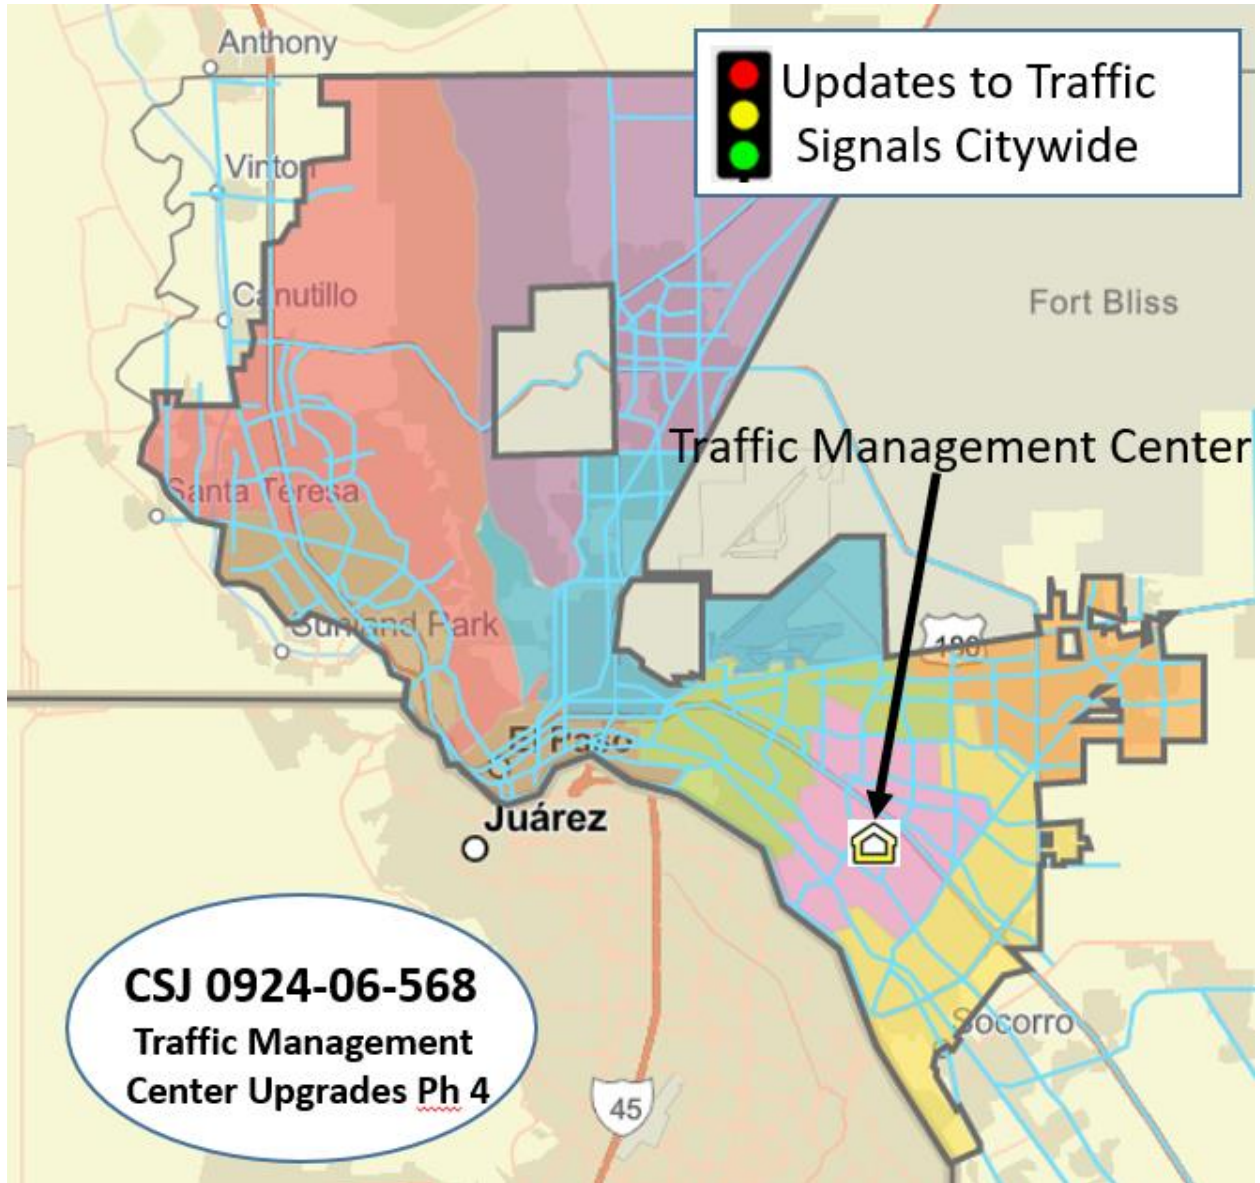 Anthony
Updates to Traffic
Signals Citywide
Vinton
Canutillo
Fort Bliss
Traffic Management Center
Santa Teresa
Sunland Park
180
El Paso
Juárez
CSJ 0924-06-568
Traffic Management
Center Upgrades Ph 4
Socorro
45